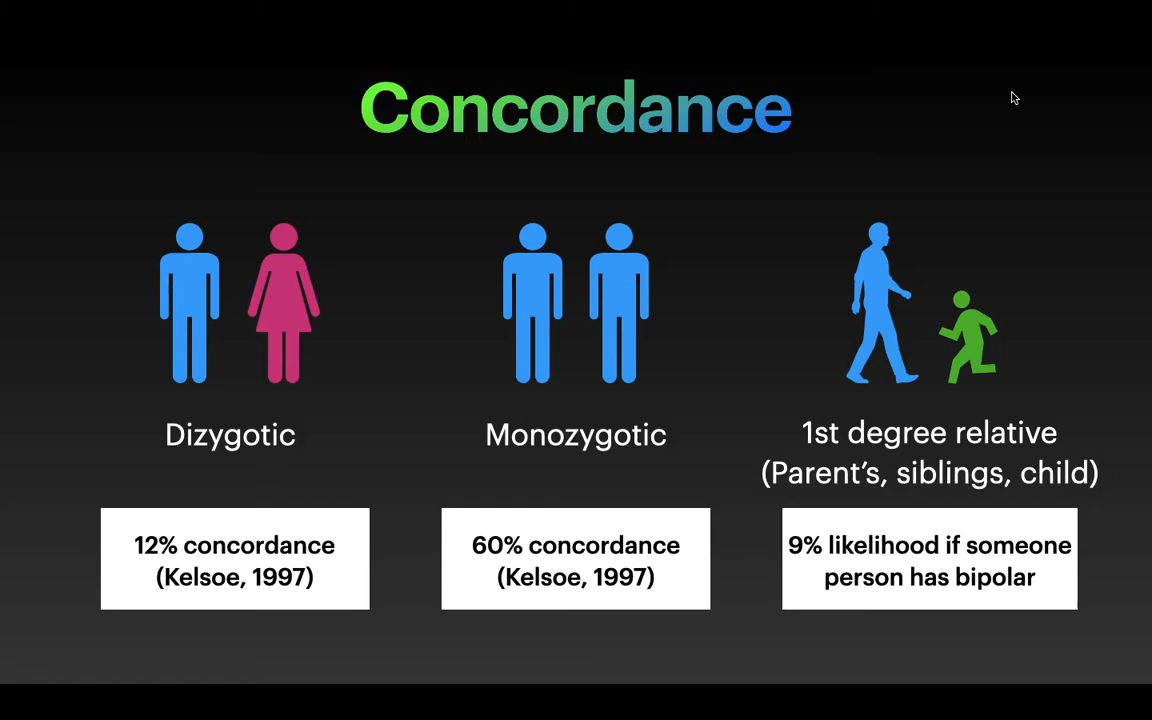 Concordance
Dizygotic
Monozygotic
1st degree relative
(Parent’s, siblings, child)
12% concordance
(Kelsoe, 1997)
60% concordance
(Kelsoe, 1997)
9% likelihood if someone
person has bipolar